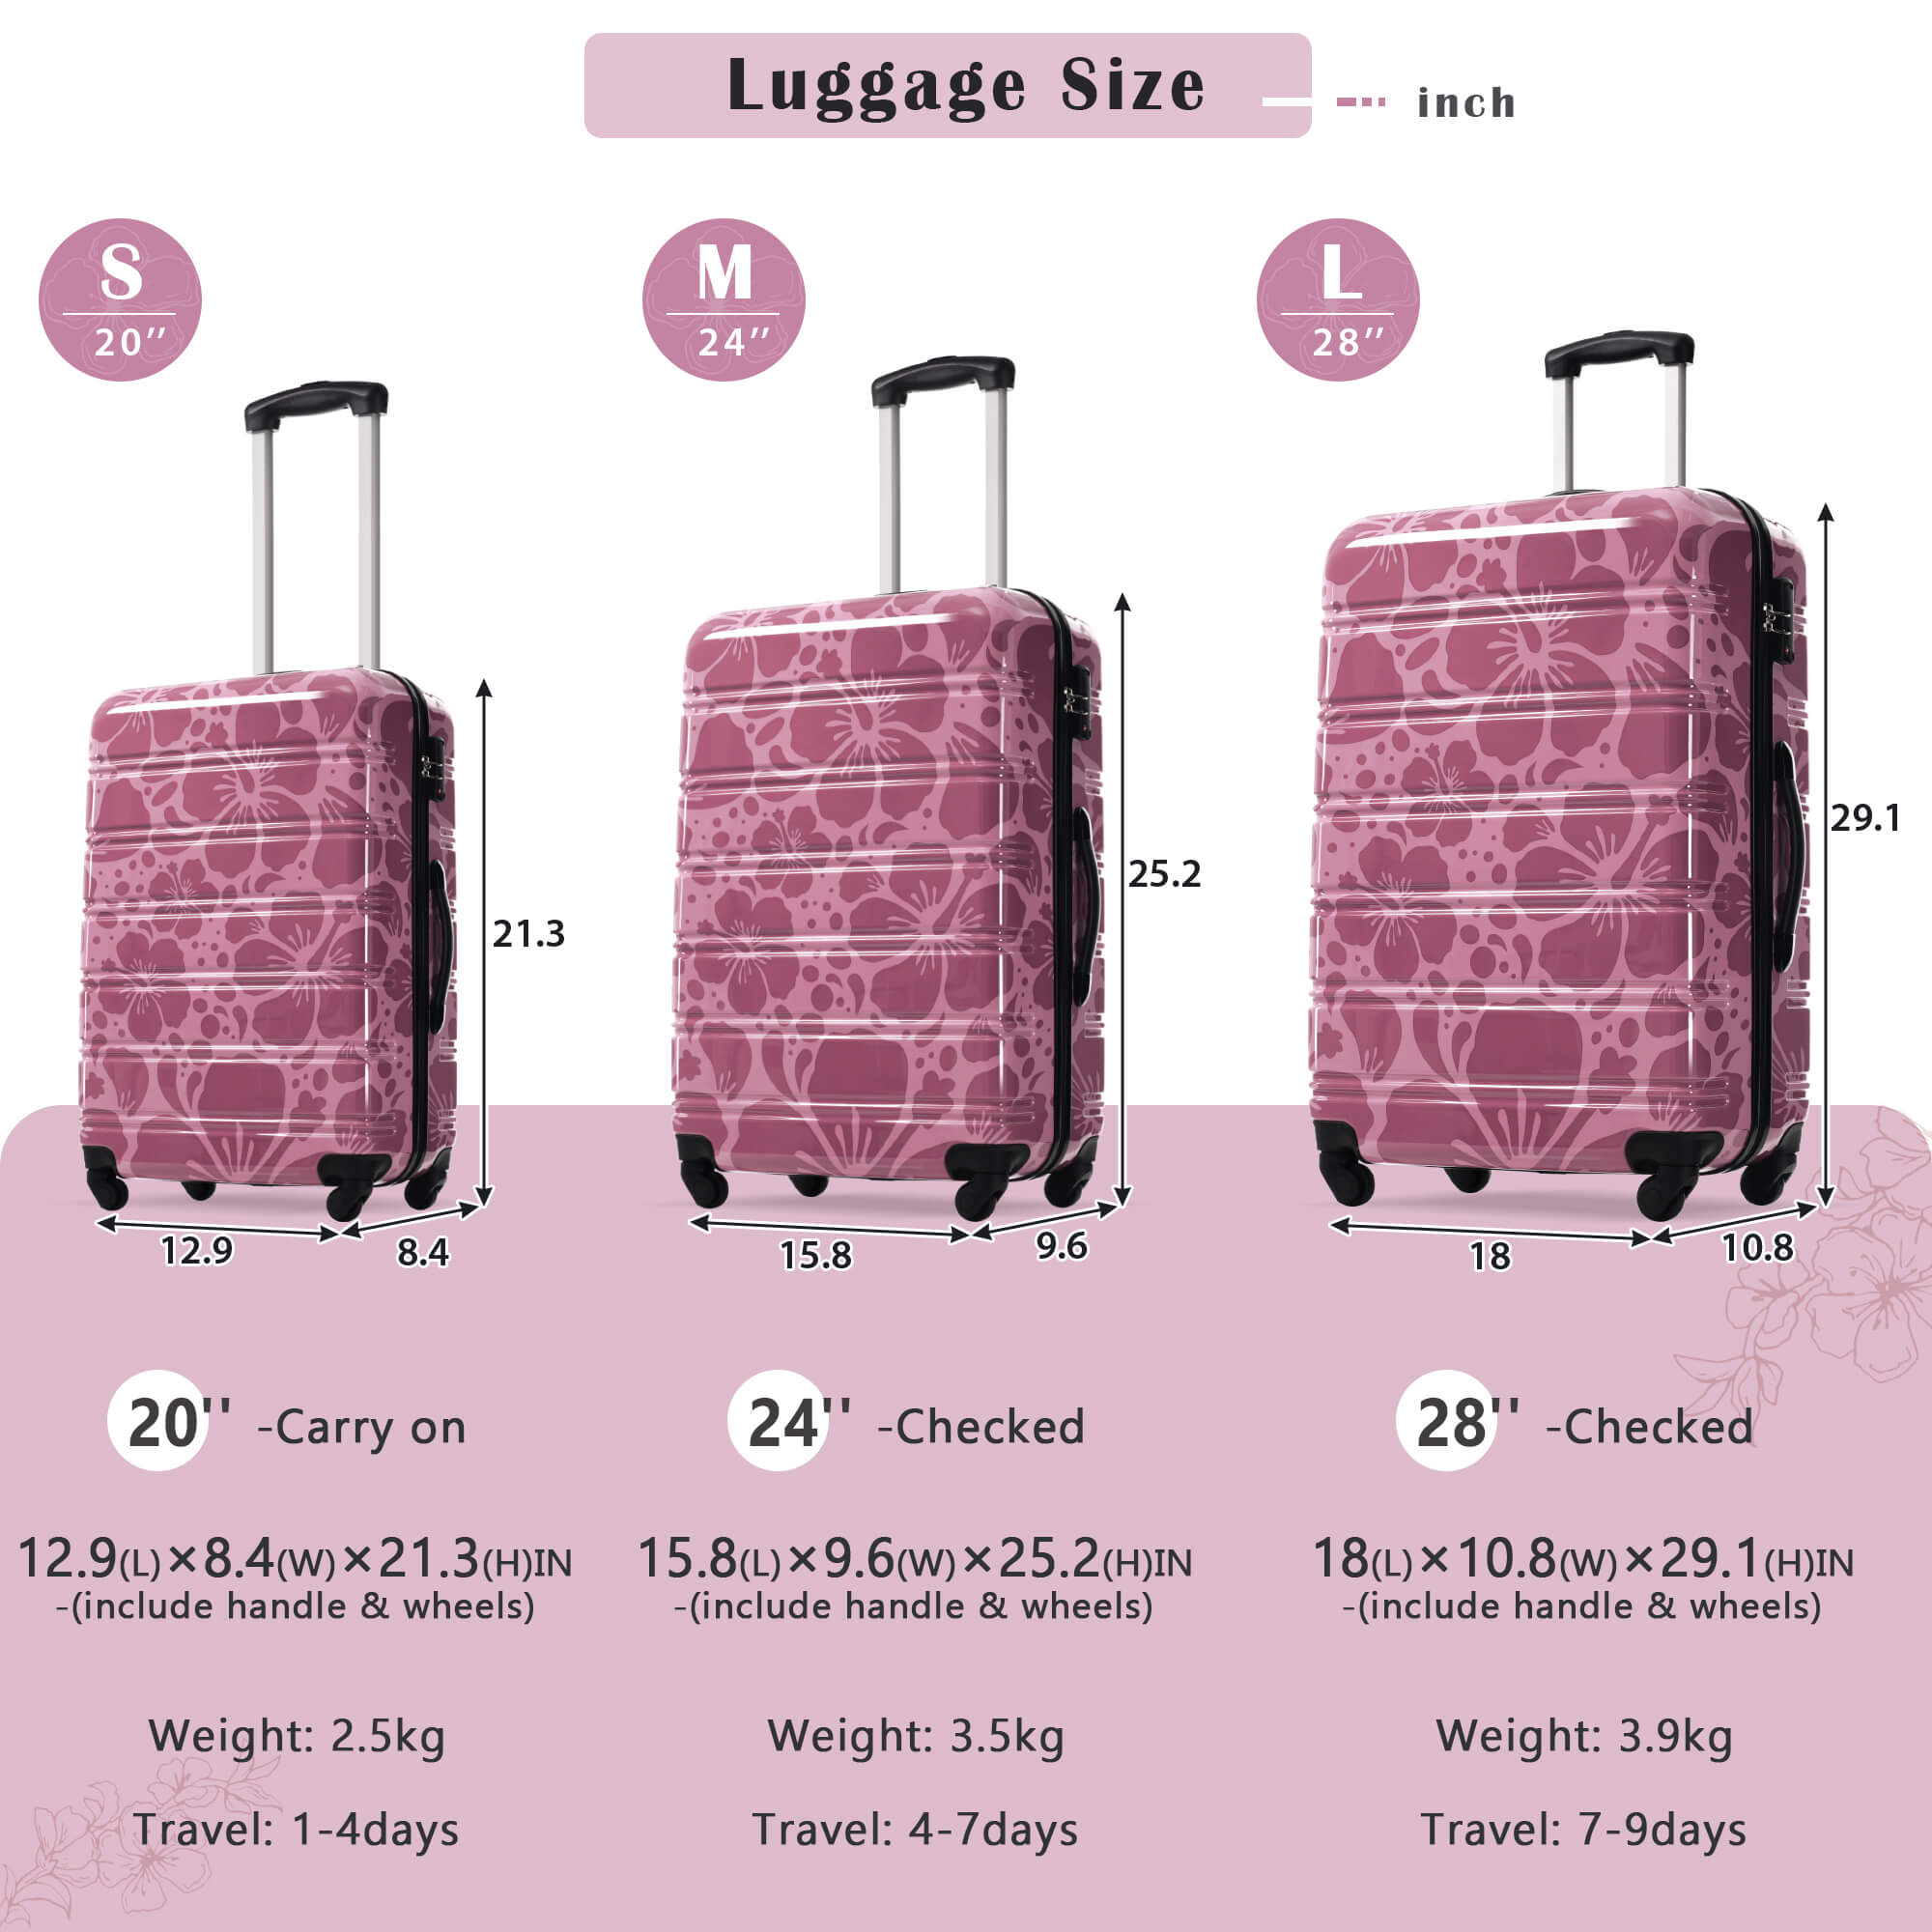 Luggage Size
inch
S
20’’
M
24’’
L
28’’
21.3
12.9
8.4
25.2
15.8
9.6
29.1
18
10.8
20'' -Carry on
12.9(L)×8.4(W)×21.3(H)IN
-(include handle & wheels)
Weight: 2.5kg
Travel: 1-4days
24'' -Checked
15.8(L)×9.6(W)×25.2(H)IN
-(include handle & wheels)
Weight: 3.5kg
Travel: 4-7days
28'' -Checked
18(L)×10.8(W)×29.1(H)IN
-(include handle & wheels)
Weight: 3.9kg
Travel: 7-9days